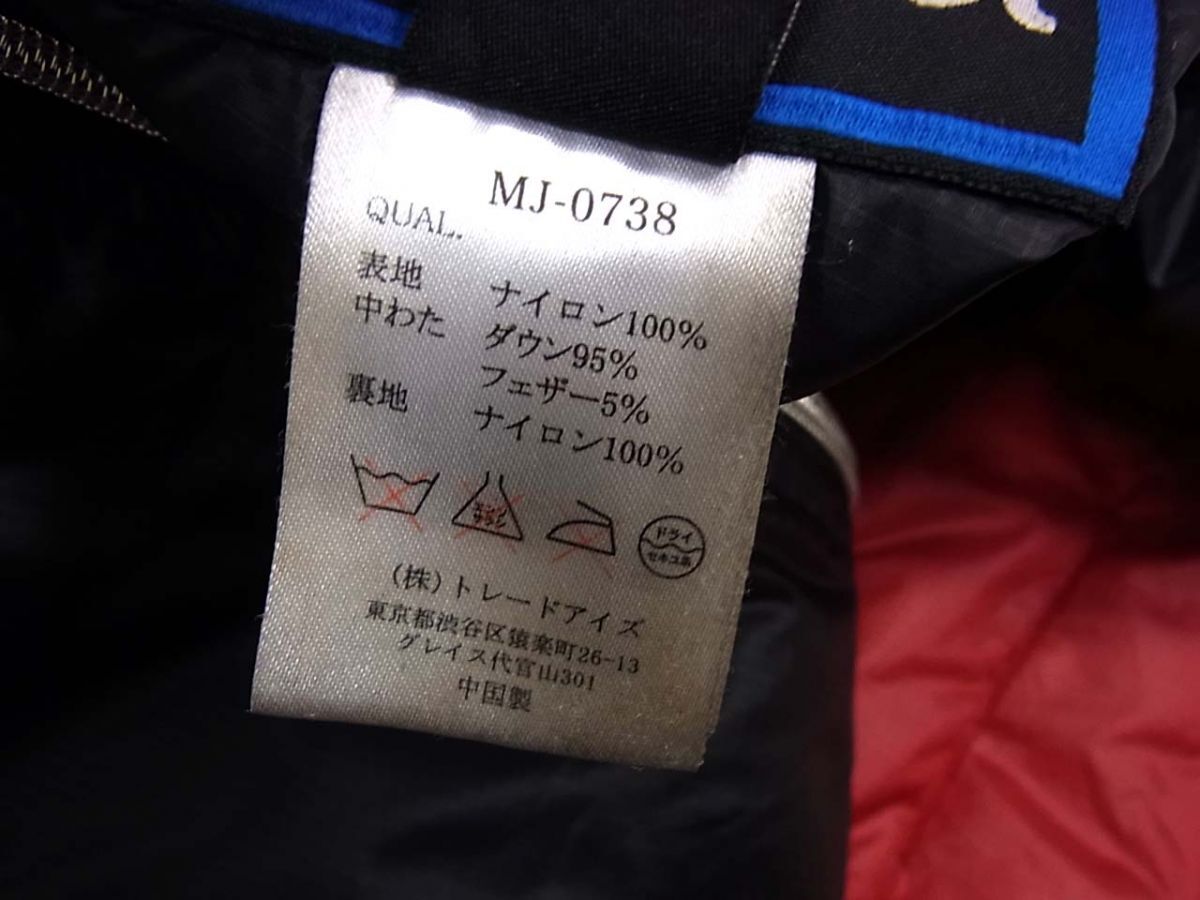 MJ-0738
QUAL.
表地 ナイロン100%
中わた ダウン95%
フェザー5%
裏地 ナイロン100%
ドライ
セキユ系
(株)トレードアイズ
東京都渋谷区猿楽町26-13
グレイス代官山301
中国製